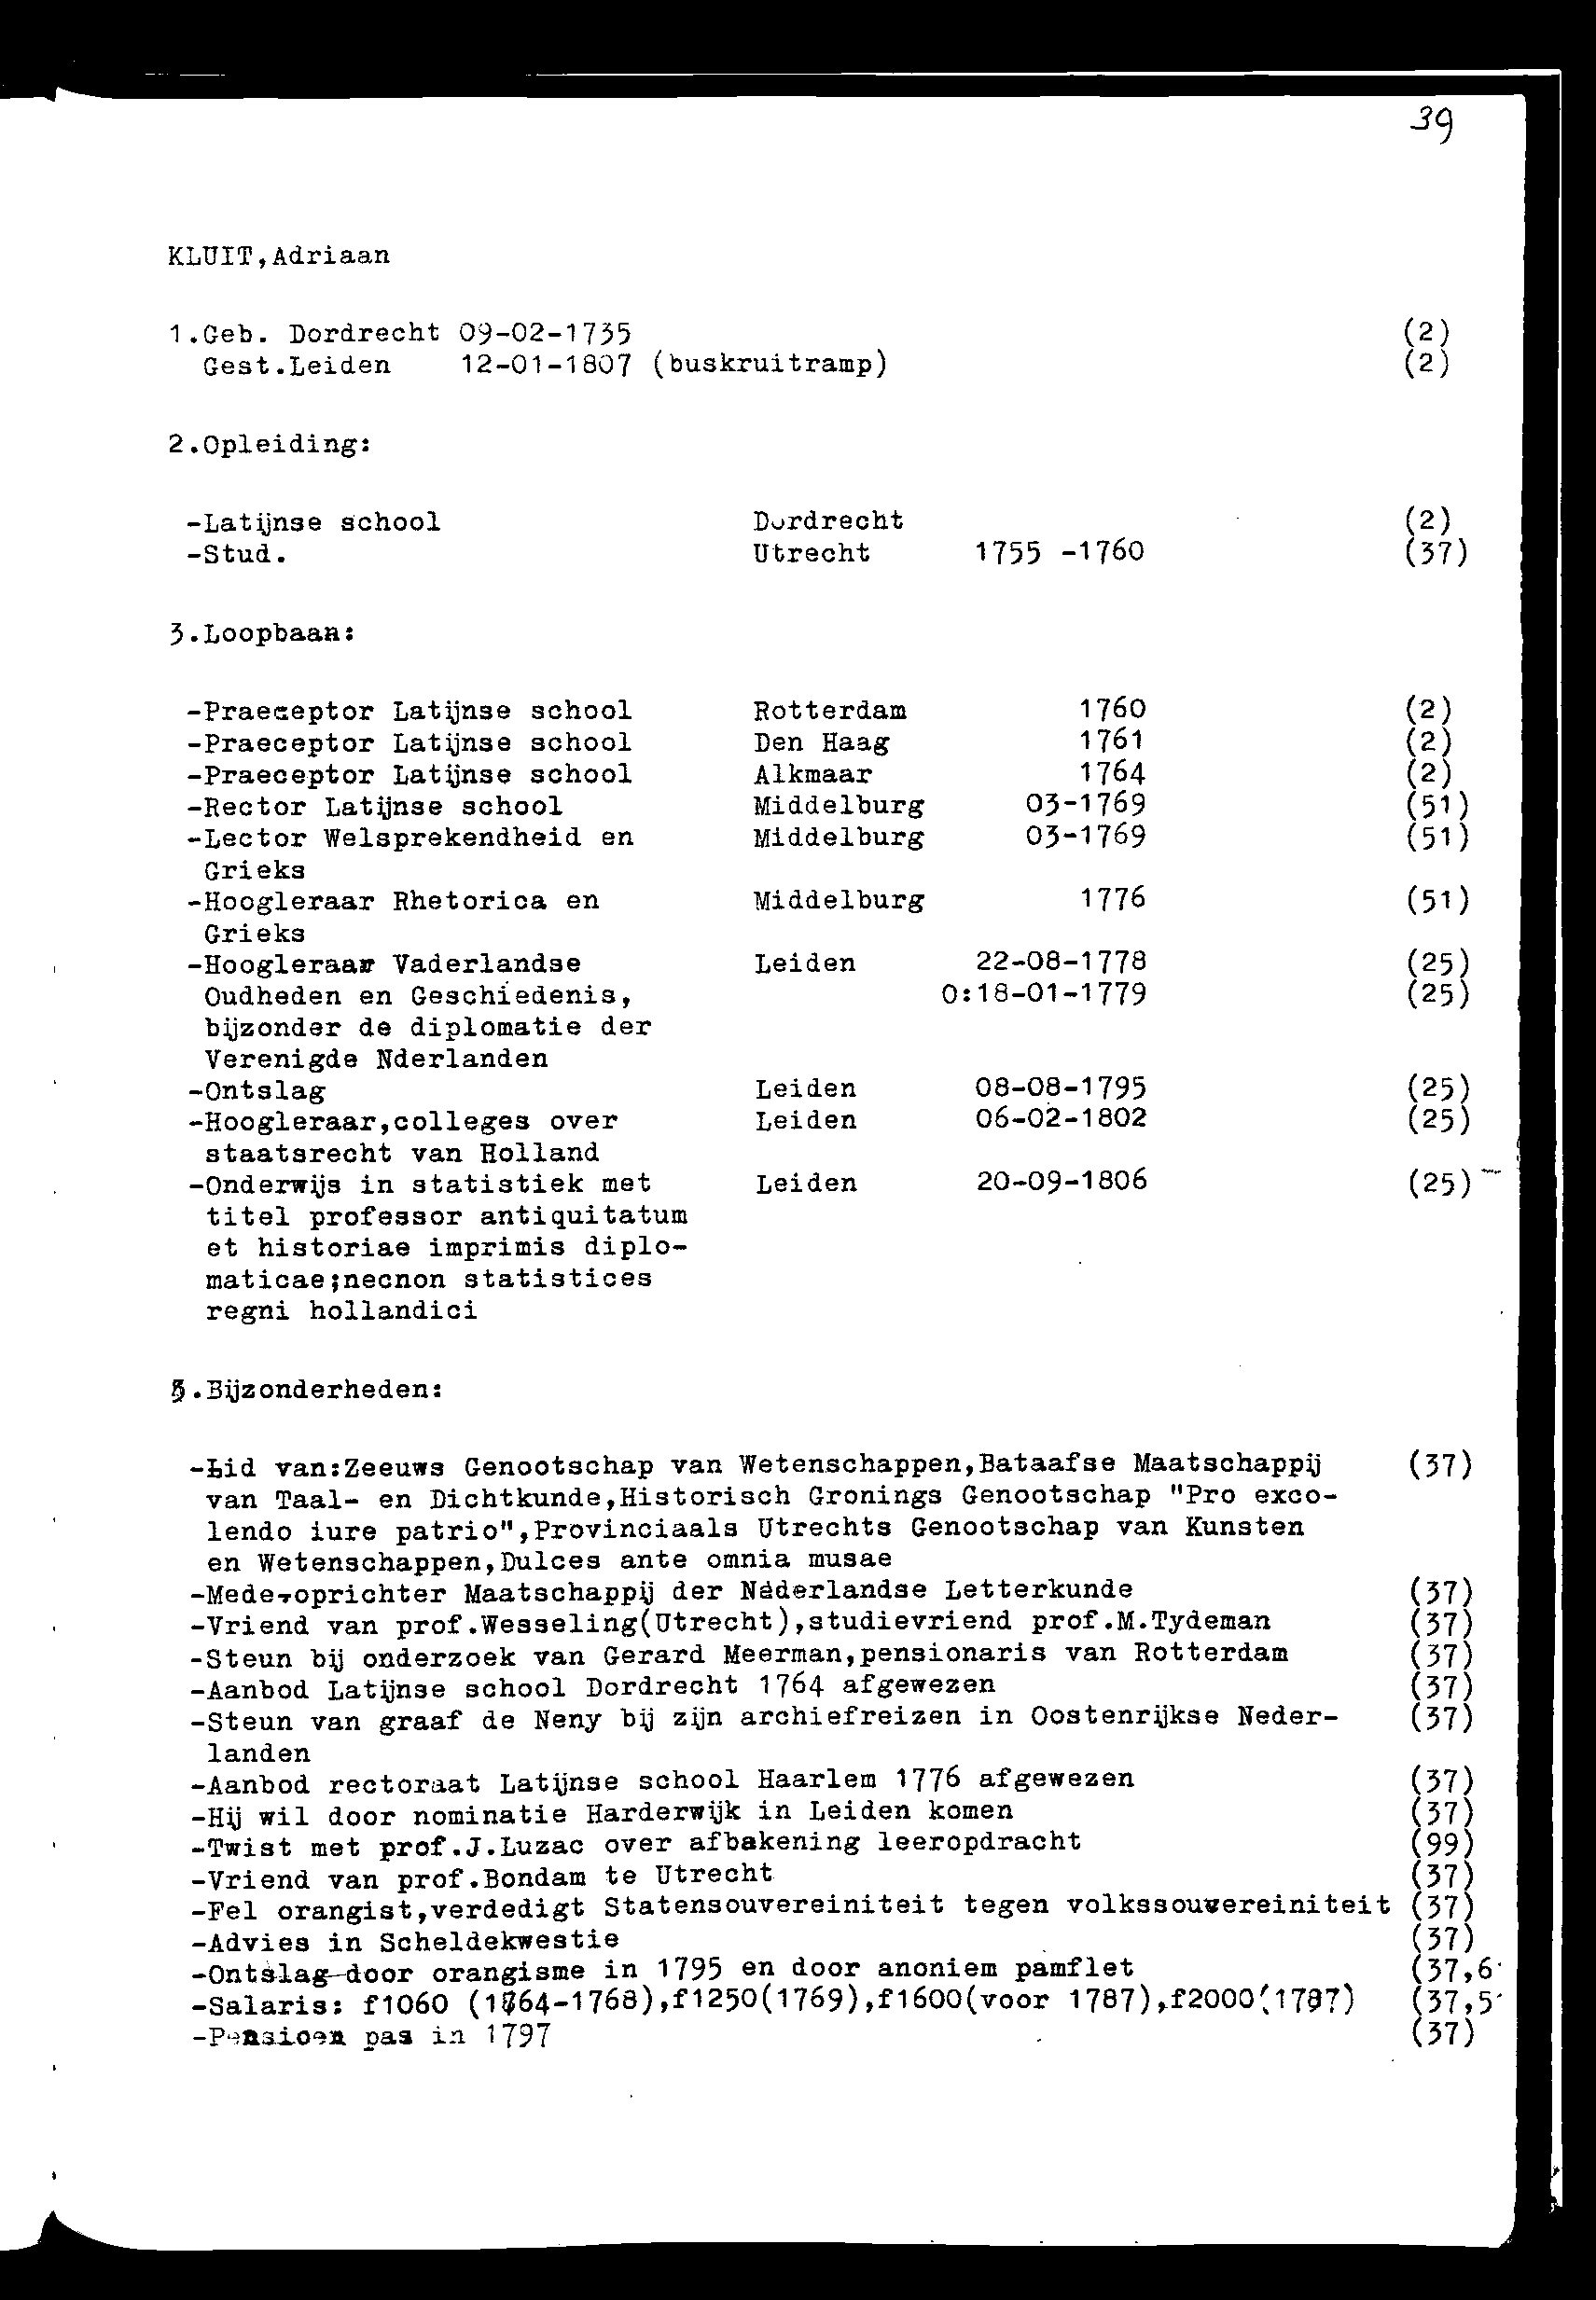 39
KLUIT,Adriaan
1.Geb. Dordrecht 09-02-1735 (2)
Gest.Leiden 12-01-1807 (buskruitramp) (2)
2.Opleiding:
-Latijnse school Dordrecht (2)
-Stud. Utrecht 1755 -1760 (37)
3.Loopbaan:
-Praeceptor Latijnse school Rotterdam 1760 (2)
-Praeceptor Latijnse school Den Haag 1761 (2)
-Praeceptor Latijnse school Alkmaar 1764 (2)
-Rector Latijnse school Middelburg 03-1769 (51)
-Lector Welsprekendheid en Middelburg 03-1769 (51)
Grieks
-Hoogleraar Rhetorica en Middelburg 1776 (51)
Grieks
-Hoogleraar Vaderlandse Leiden 22-08-1778 (25)
Oudheden en Geschiedenis, 0:18-01-1779 (25)
bijzonder de diplomatie der
Verenigde Nderlanden
-Ontslag Leiden 08-08-1795 (25)
-Hoogleraar,colleges over Leiden 06-02-1802 (25)
staatsrecht van Holland
-Onderwijs in statistiek met Leiden 20-09-1806 (25)
titel professor antiquitatum
et historiae imprimis diplo-
maticae;necnon statistices
regni hollandici
.Bijzonderheden:
-Lid van:Zeeuws Genootschap van Wetenschappen,Bataafse Maatschappij (37)
van Taal- en Dichtkunde,Historisch Gronings Genootschap "Pro exco-
lendo iure patrio",Provinciaals Utrechts Genootschap van Kunsten
en Wetenschappen,Dulces ante omnia musae
-Mede-oprichter Maatschappij der Nederlandse Letterkunde (37)
-Vriend van prof.Wesseling(Utrecht),studievriend prof.M.Tydeman (37)
-Steun bij onderzoek van Gerard Meerman,pensionaris van Rotterdam (37)
-Aanbod Latijnse school Dordrecht 1764 afgewezen (37)
-Steun van graaf de Neny bij zijn archiefreizen in Oostenrijkse Neder- (37)
landen
-Aanbod rectoraat Latijnse school Haarlem 1776 afgewezen (37)
-Hij wil door nominatie Harderwijk in Leiden komen (37)
-Twist met prof.J.Luzac over afbakening leeropdracht (99)
-Vriend van prof.Bondam te Utrecht (37)
-Fel orangist,verdedigt Statensouvereiniteit tegen volkssouvereiniteit (37)
-Advies in Scheldekwestie (37)
-Ontslag door orangisme in 1795 en door anoniem pamflet (37,6
-Salaris: f1060 (1764-1768),f1250(1769),f1600(voor 1787),f2000(1787) (37,5
-Pensioen pas in 1797 (37)